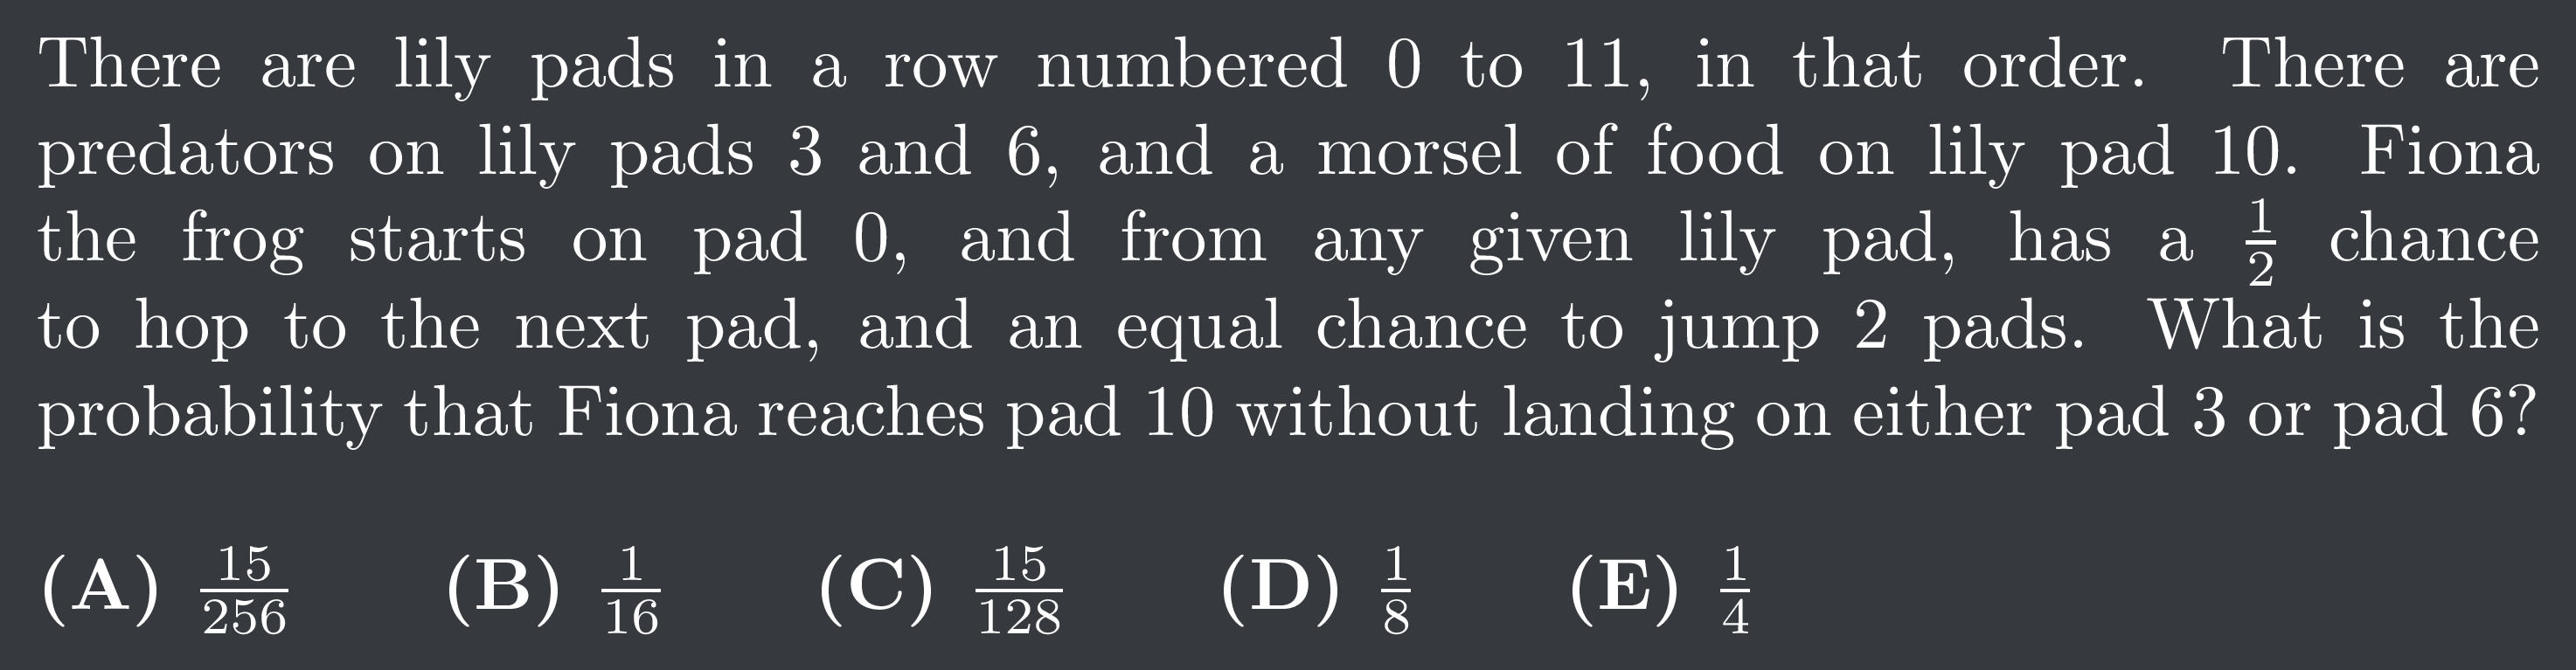 There are lily pads in a row numbered 0 to 11, in that order. There are
predators on lily pads 3 and 6, and a morsel of food on lily pad 10. Fiona
the frog starts on pad 0, and from any given lily pad, has a $\frac{1}{2}$ chance
to hop to the next pad, and an equal chance to jump 2 pads. What is the
probability that Fiona reaches pad 10 without landing on either pad 3 or pad 6?
(A) $\frac{15}{256}$ (B) $\frac{1}{16}$ (C) $\frac{15}{128}$ (D) $\frac{1}{8}$ (E) $\frac{1}{4}$